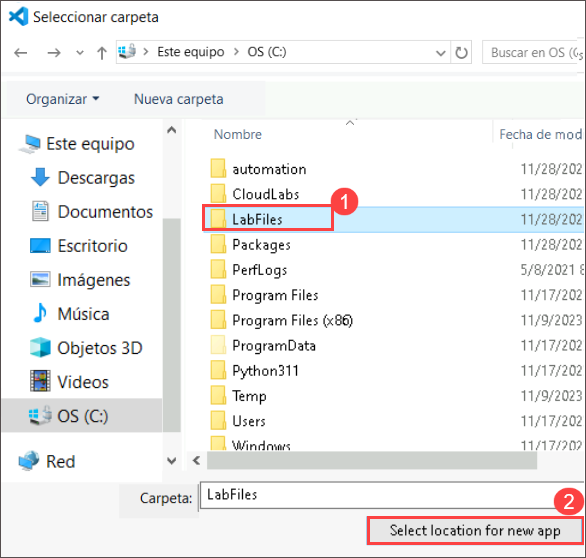 Seleccionar carpeta
Este equipo > OS (C:)
Buscar en OS (
Organizar
Nueva carpeta
Nombre
Fecha de mod
Este equipo
Descargas
Documentos
Escritorio
Imágenes
Música
Objetos 3D
Videos
OS (C:)
Red
automation 11/28/202
CloudLabs 11/28/202
LabFiles 11/28/202
1
Packages 11/28/202
PerfLogs 5/8/2021 8
Program Files 11/17/202
Program Files (x86) 11/9/2023
ProgramData 11/17/202
Python311 11/17/202
Temp 11/9/2023
Users 11/17/202
Windows 11/17/202
Carpeta: LabFiles
2
Select location for new app